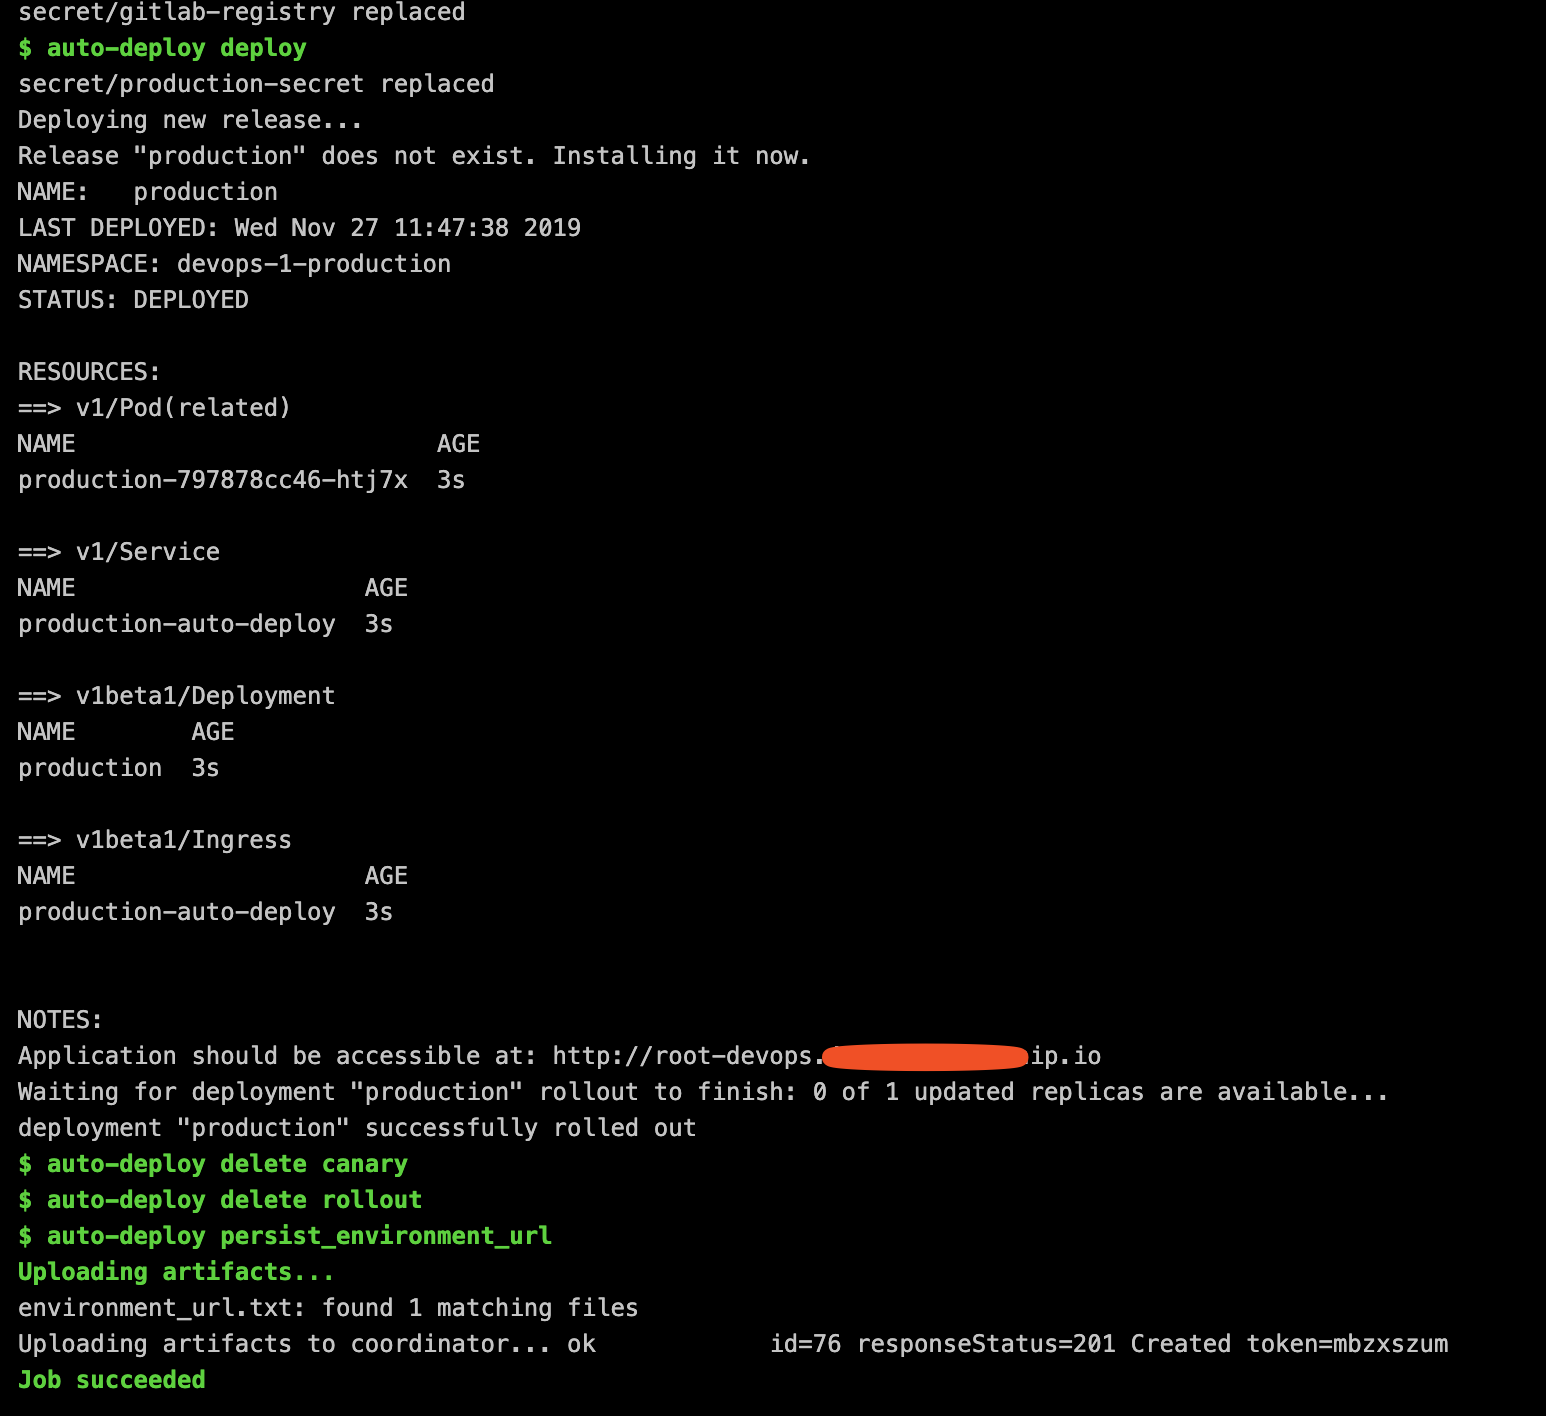 secret/gitlab-registry replaced
$ auto-deploy deploy
secret/production-secret replaced
Deploying new release...
Release "production" does not exist. Installing it now.
NAME:   production
LAST DEPLOYED: Wed Nov 27 11:47:38 2019
NAMESPACE: devops-1-production
STATUS: DEPLOYED
RESOURCES:
==> v1/Pod(related)
NAME                         AGE
production-797878cc46-htj7x  3s
==> v1/Service
NAME                    AGE
production-auto-deploy  3s
==> v1beta1/Deployment
NAME        AGE
production  3s
==> v1beta1/Ingress
NAME                    AGE
production-auto-deploy  3s
NOTES:
Application should be accessible at: http://root-devops. ip.io
Waiting for deployment "production" rollout to finish: 0 of 1 updated replicas are available...
deployment "production" successfully rolled out
$ auto-deploy delete canary
$ auto-deploy delete rollout
$ auto-deploy persist_environment_url
Uploading artifacts...
environment_url.txt: found 1 matching files
Uploading artifacts to coordinator... ok            id=76 responseStatus=201 Created token=mbzxszum
Job succeeded